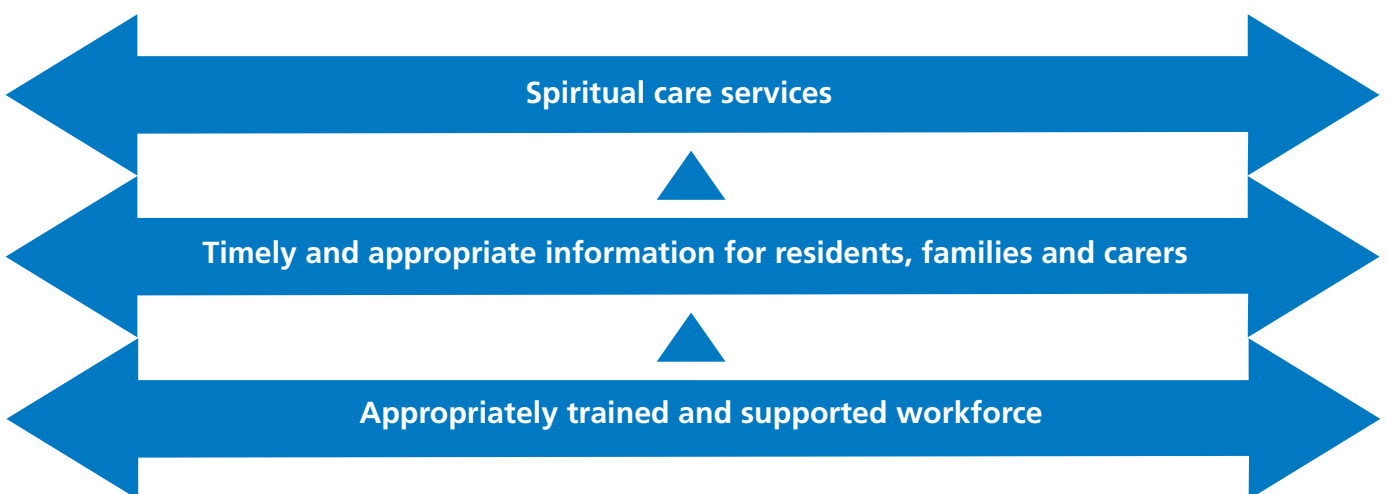 Spiritual care services
Timely and appropriate information for residents, families and carers
Appropriately trained and supported workforce